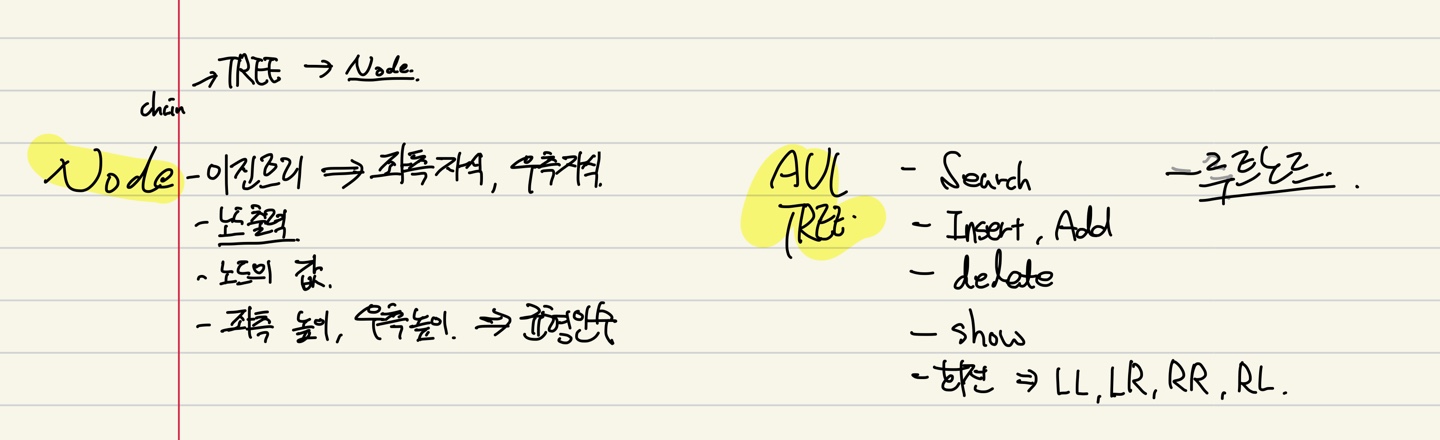 → TREE → Node.
chain
Node - 이진트리 ⇒ 좌측자식, 우측자식.
- 노드출력
- 노드의 값.
- 좌측 높이, 우측높이. ⇒ 균형인수
AVL TREE.
- Search
- Insert, Add
- delete
- show
- 회전 ⇒ LL, LR, RR, RL.
- 루트노드.